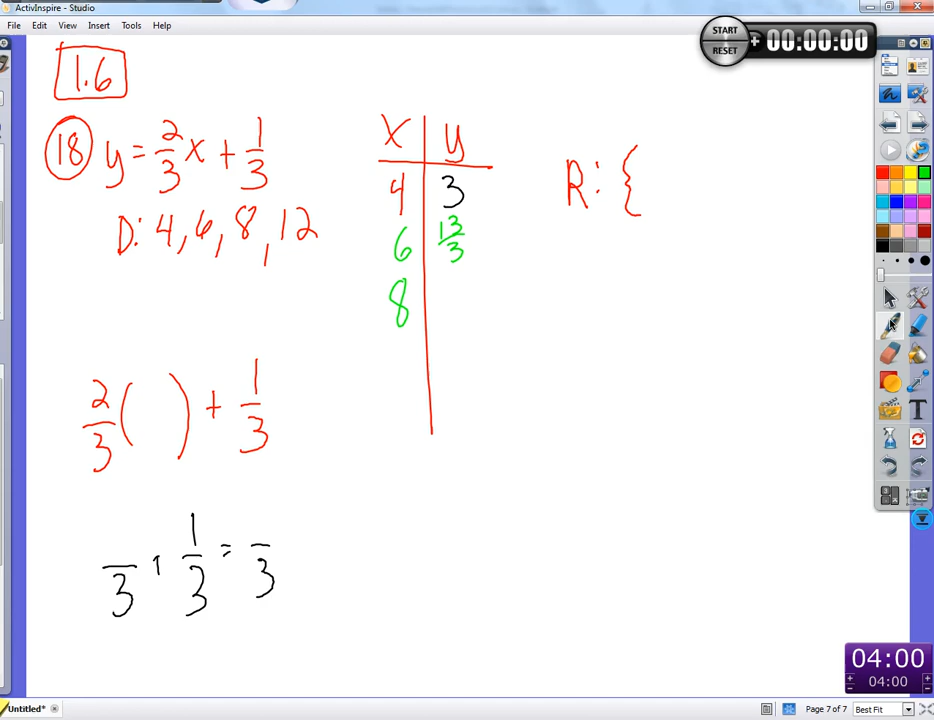 ActivInspire - Studio
File Edit View Insert Tools Help
START
RESET
00:00:00
1.6
18 y = 2/3 x + 1/3
D: 4, 6, 8, 12
x y
4 3
6 13/3
8
R: {
2/3 ( ) + 1/3
/3 + 1/3 = /3
04:00
04:00
Untitled* Page 7 of 7 Best Fit